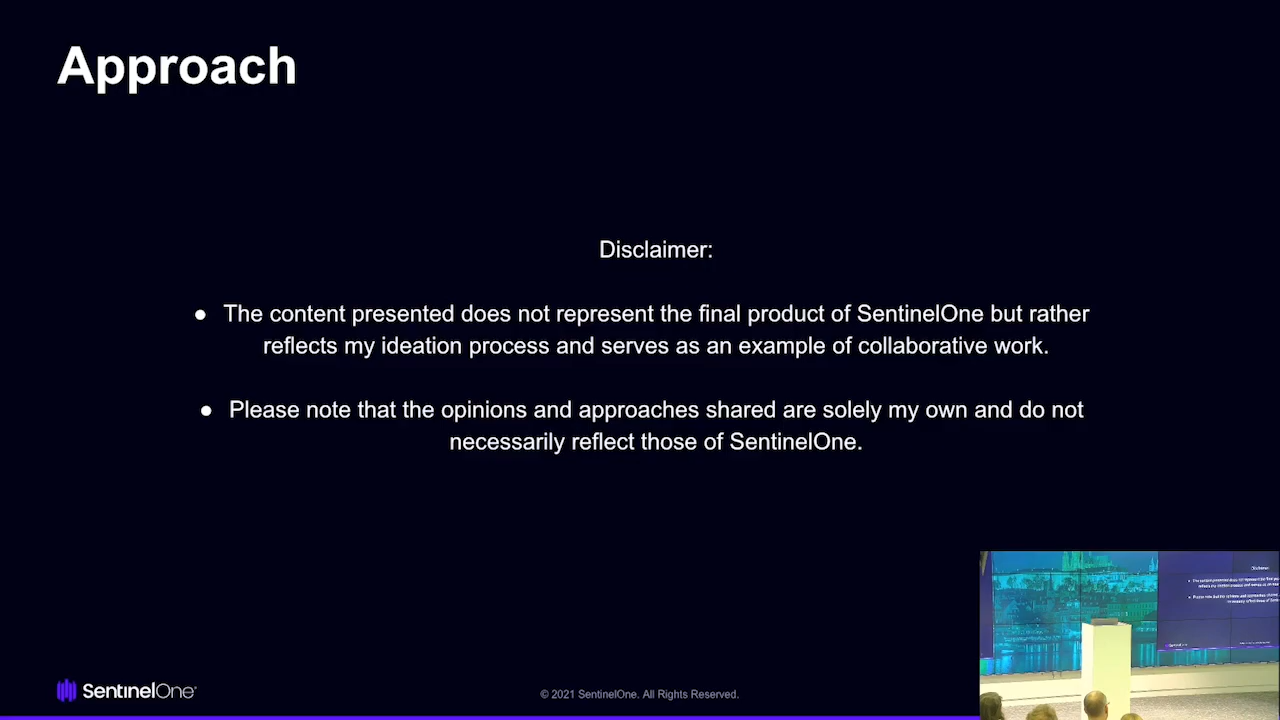 Approach
Disclaimer:
● The content presented does not represent the final product of SentinelOne but rather
reflects my ideation process and serves as an example of collaborative work.
● Please note that the opinions and approaches shared are solely my own and do not
necessarily reflect those of SentinelOne.
SentinelOne
© 2021 SentinelOne. All Rights Reserved.